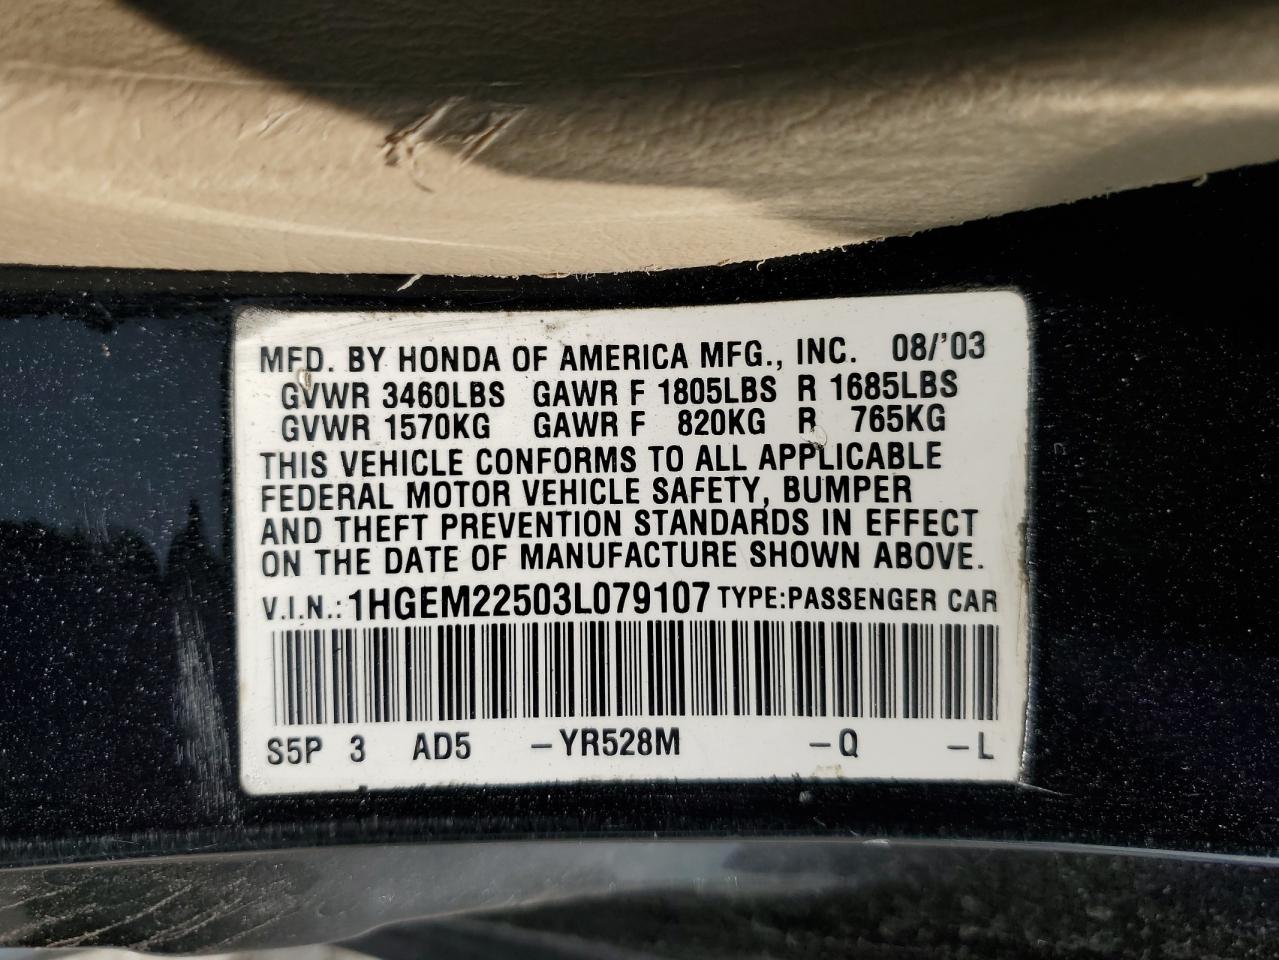 MFD. BY HONDA OF AMERICA MFG., INC. 08/'03
GVWR 3460LBS GAWR F 1805LBS R 1685LBS
GVWR 1570KG GAWR F 820KG R 765KG
THIS VEHICLE CONFORMS TO ALL APPLICABLE
FEDERAL MOTOR VEHICLE SAFETY, BUMPER
AND THEFT PREVENTION STANDARDS IN EFFECT
ON THE DATE OF MANUFACTURE SHOWN ABOVE.
V.I.N.: 1HGEM22503L079107 TYPE:PASSENGER CAR
S5P 3 AD5 –YR528M –Q –L